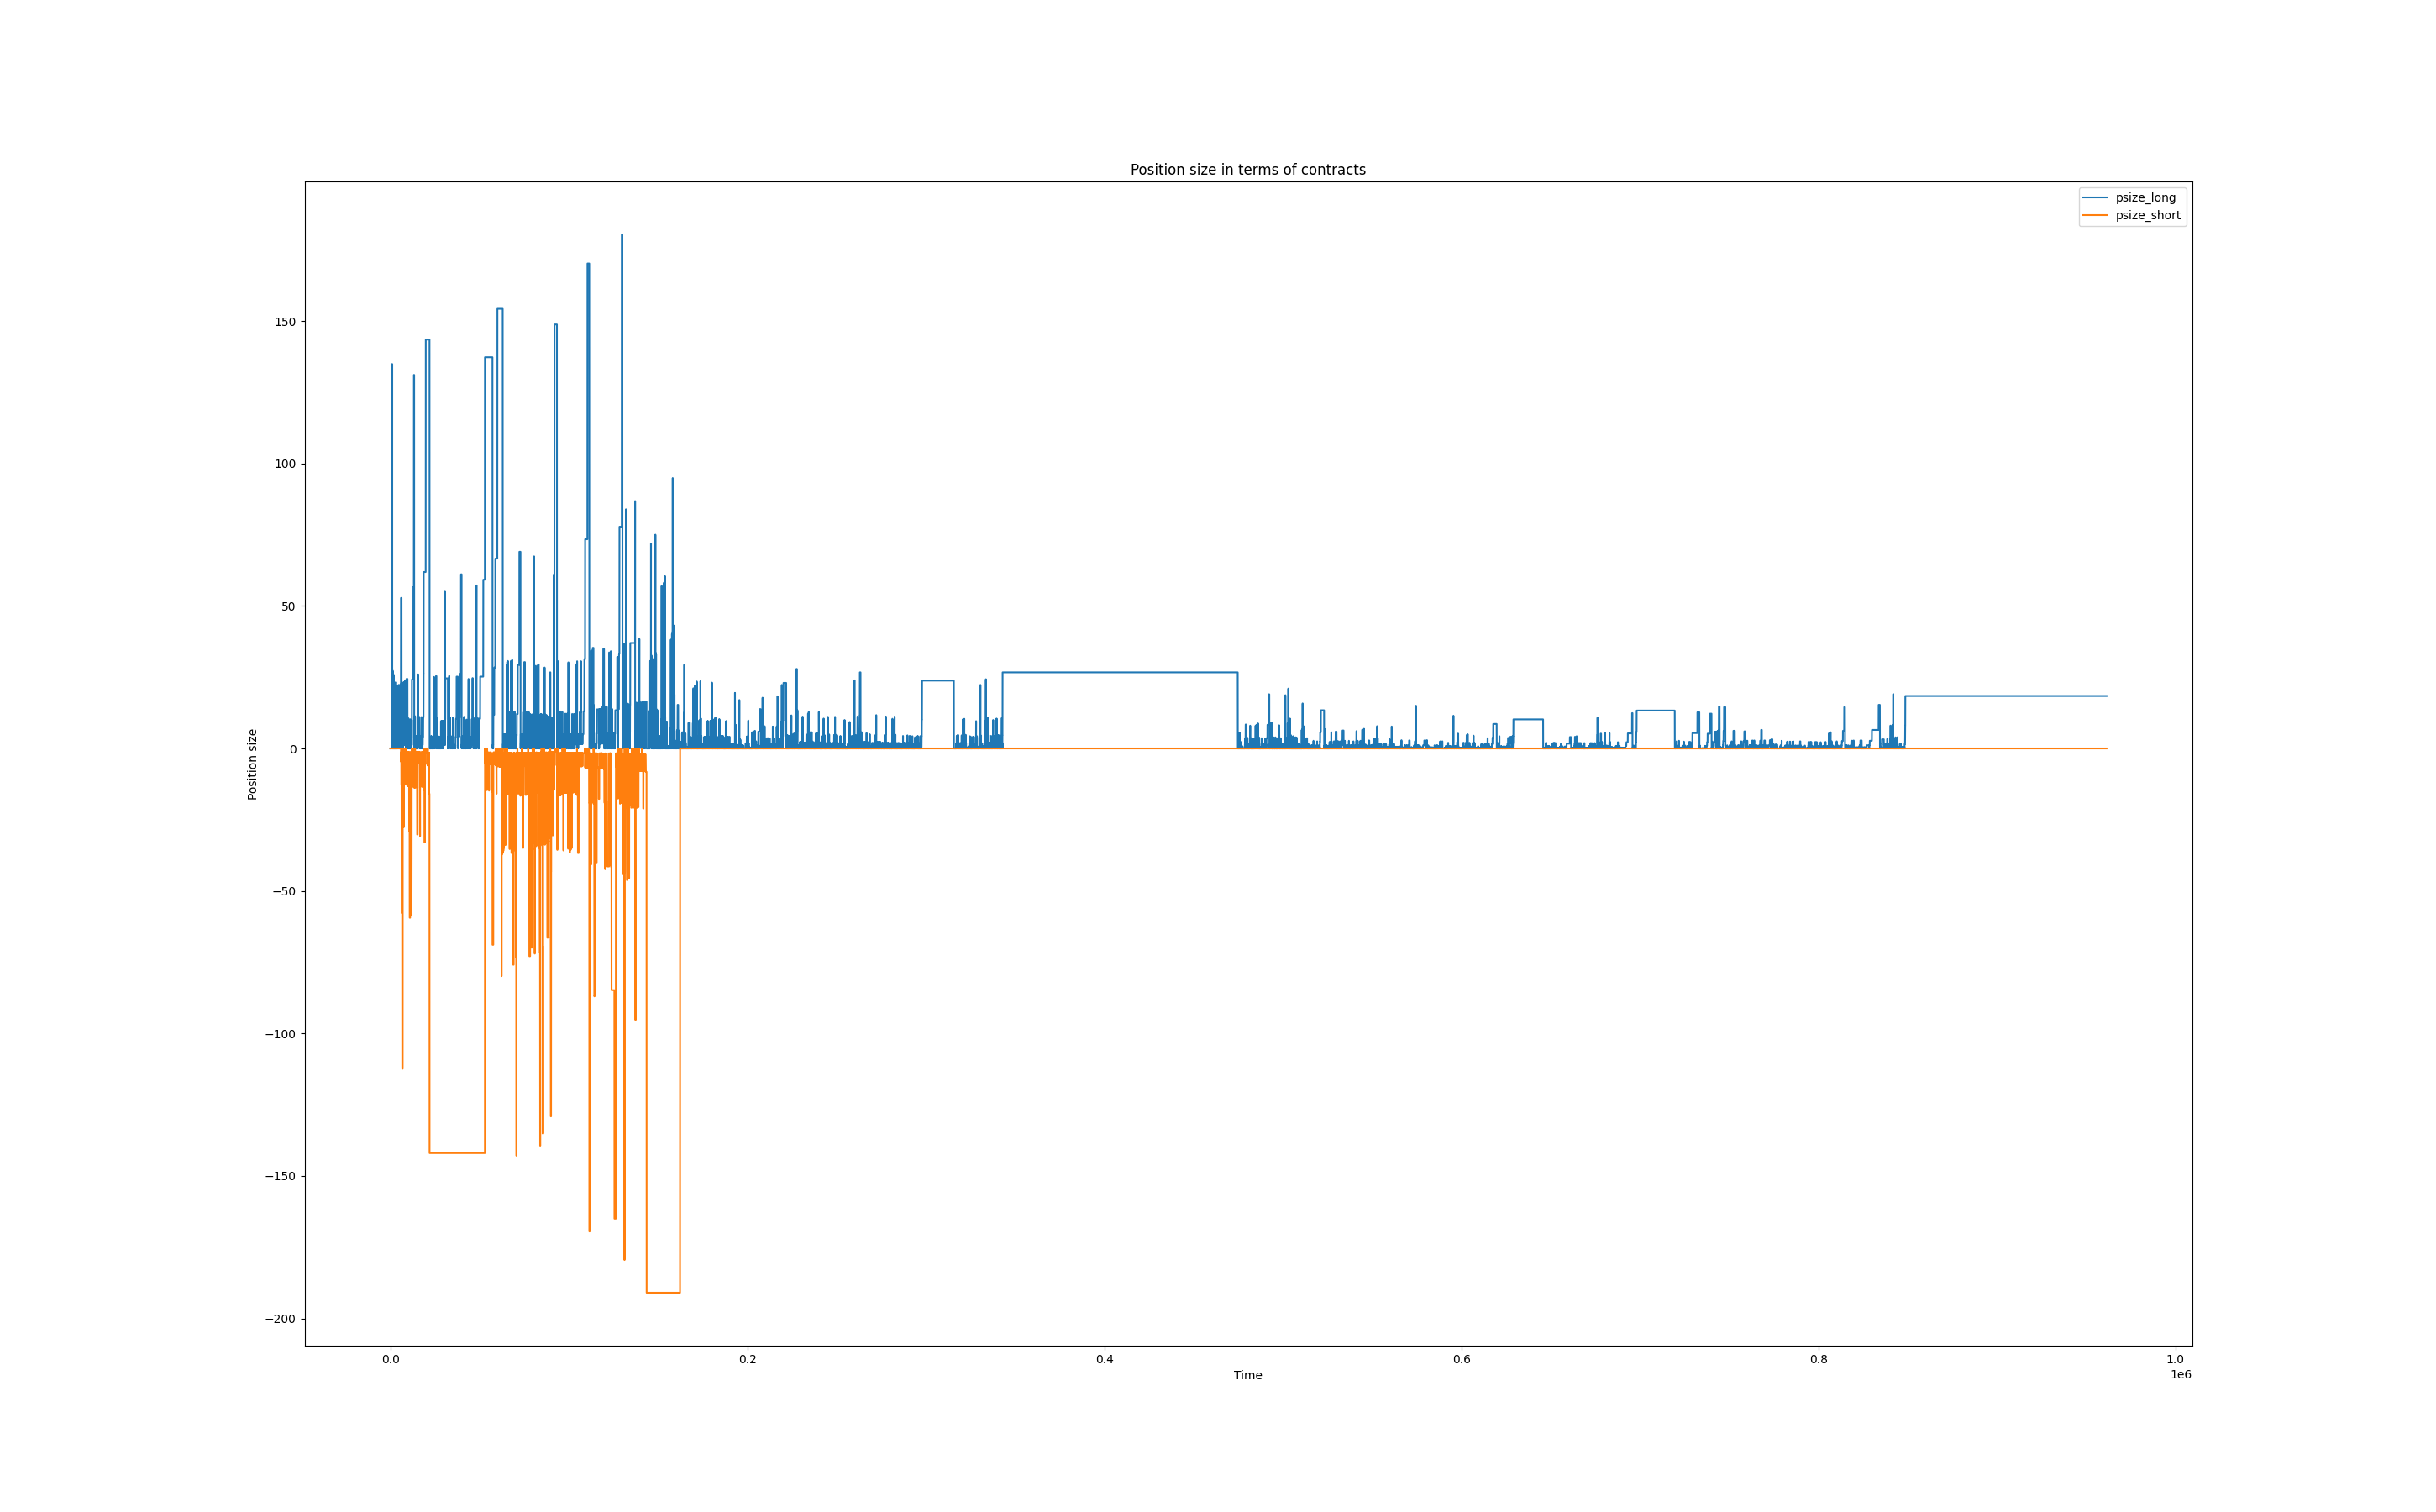 Position size in terms of contracts
psize_long
psize_short
Position size
150
100
50
0
−50
−100
−150
−200
0.0
0.2
0.4
0.6
0.8
1.0
1e6
Time